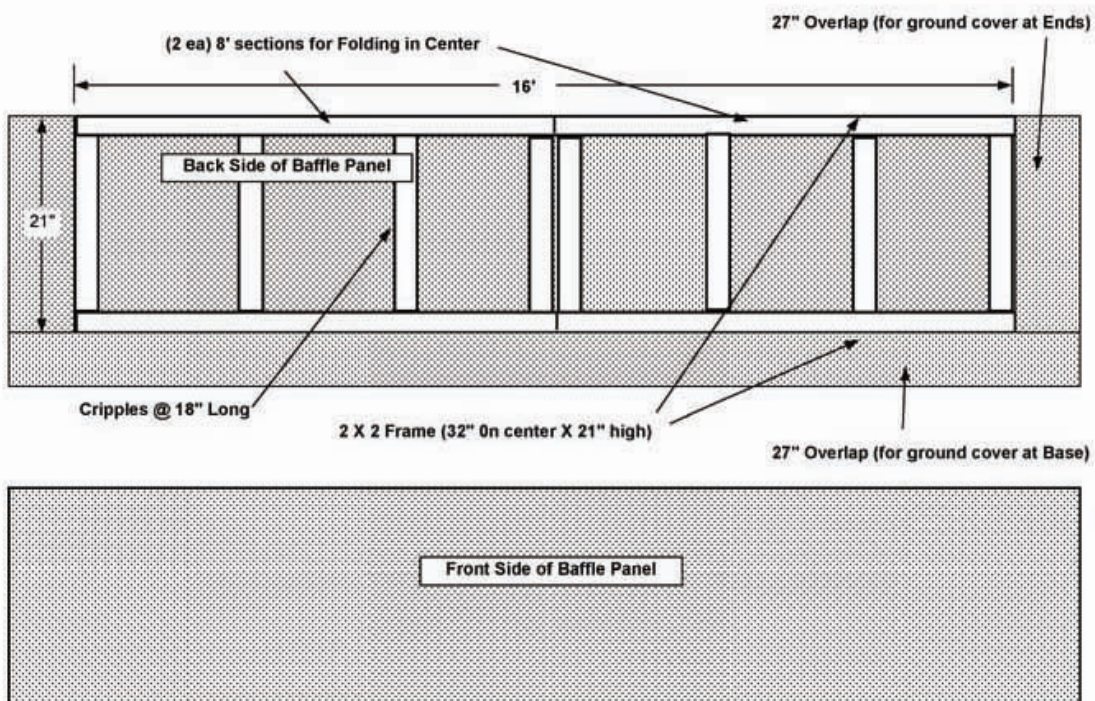 27" Overlap (for ground cover at Ends)
(2 ea) 8' sections for Folding in Center
16'
Back Side of Baffle Panel
21"
Cripples @ 18" Long
2 X 2 Frame (32" 0n center X 21" high)
27" Overlap (for ground cover at Base)
Front Side of Baffle Panel